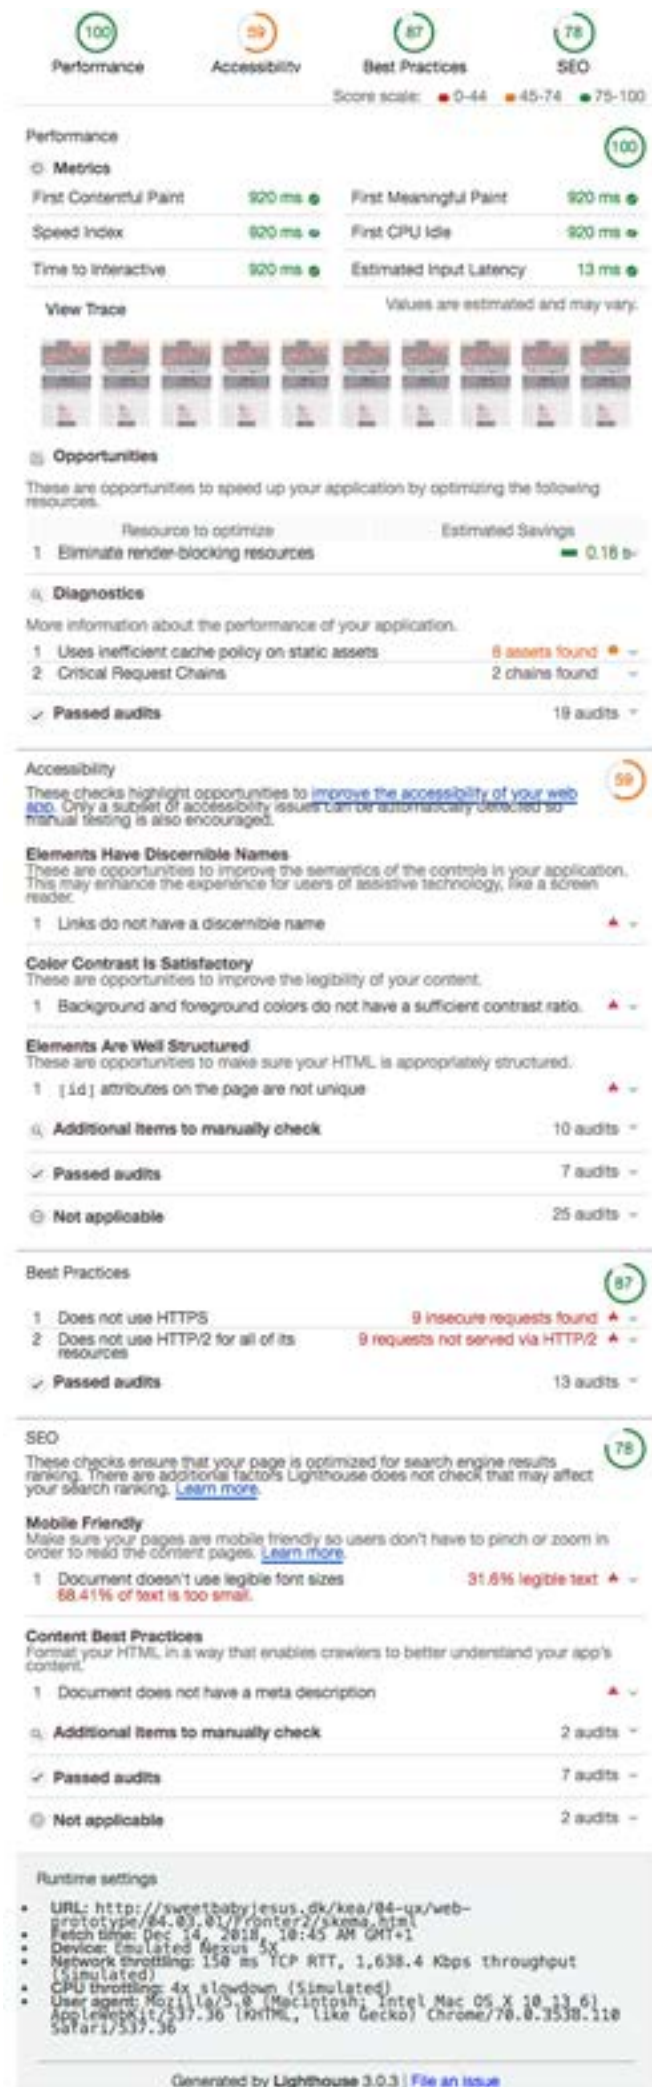 100 59 87 78
Performance Accessibility Best Practices SEO
Score scale: 0-44 45-74 75-100
Performance
100
Metrics
First Contentful Paint 920 ms First Meaningful Paint 920 ms
Speed Index 920 ms First CPU Idle 920 ms
Time to Interactive 920 ms Estimated Input Latency 13 ms
View Trace Values are estimated and may vary.
Opportunities
These are opportunities to speed up your application by optimizing the following
resources.
Resource to optimize Estimated Savings
1 Eliminate render-blocking resources 0.18
Diagnostics
More information about the performance of your application.
1 Uses inefficient cache policy on static assets assets found
2 Critical Request Chains 2 chains found
Passed audits 19 audits
Accessibility
59
These checks highlight opportunities to improve the accessibility of your web
app. Only a subset of accessibility issues can be automatically detected so
manual testing is also encouraged.
Elements Have Discernible Names
These are opportunities to improve the semantics of the controls in your application.
This may enhance the experience for users of assistive technology, like a screen
reader.
1 Links do not have a discernible name
Color Contrast Is Satisfactory
These are opportunities to improve the legibility of your content.
1 Background and foreground colors do not have a sufficient contrast ratio.
Elements Are Well Structured
These are opportunities to make sure your HTML is appropriately structured.
1 [id] attributes on the page are not unique
Additional items to manually check 10 audits
Passed audits 7 audits
Not applicable 25 audits
Best Practices
87
1 Does not use HTTPS 9 insecure requests found
2 Does not use HTTP/2 for all of its 9 requests not served via HTTP/2
resources
Passed audits 13 audits
SEO
78
These checks ensure that your page is optimized for search engine results
ranking. There are additional factors Lighthouse does not check that may affect
your search ranking. Learn more.
Mobile Friendly
Make sure your pages are mobile friendly so users don't have to pinch or zoom in
order to read the content pages. Learn more.
1 Document doesn't use legible font sizes 31.6% legible text
68.41% of text is too small.
Content Best Practices
Format your HTML in a way that enables crawlers to better understand your app's
content.
1 Document does not have a meta description
Additional items to manually check 2 audits
Passed audits 7 audits
Not applicable 2 audits
Runtime settings
URL: http://sweetbabyjesus.dk/kea/04-ux/web-
prototype/04.03.01/Fronter2/skema.html
Fetch time: Dec 14, 2018, 10:45 AM GMT+1
Device: Emulated Nexus 5X
Network throttling: 150 ms TCP RTT, 1,638.4 Kbps throughput
(Simulated)
CPU throttling: 4x slowdown (Simulated)
User agent: Mozilla/5.0 (Macintosh; Intel Mac OS X 10_13_6)
AppleWebKit/537.36 (KHTML, like Gecko) Chrome/70.0.3538.110
Safari/537.36
Generated by Lighthouse 3.0.3 | File an issue